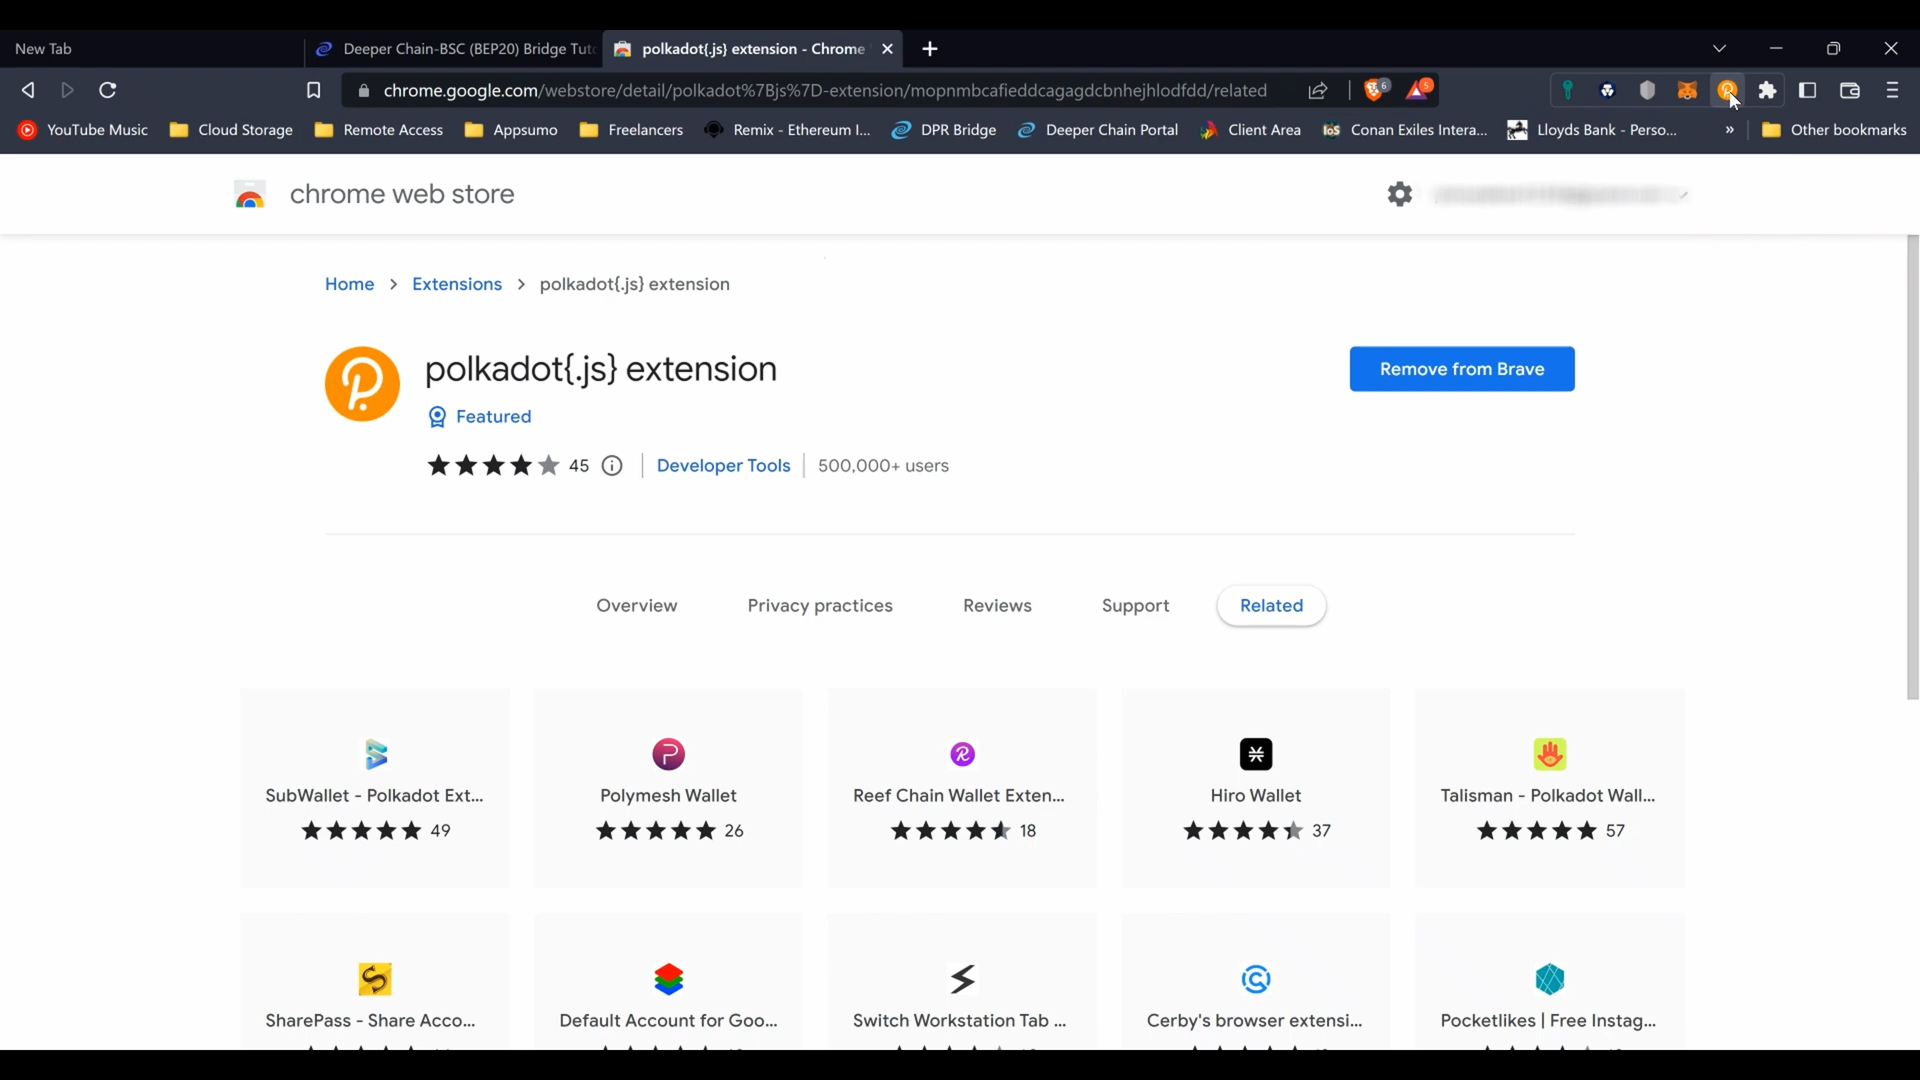 New Tab
Deeper Chain-BSC (BEP20) Bridge Tuto
polkadot{.js} extension - Chrome
chrome.google.com/webstore/detail/polkadot%7Bjs%7D-extension/mopnmbcafieddcagagdcbnhejhlodfdd/related
6
5
YouTube Music
Cloud Storage
Remote Access
Appsumo
Freelancers
Remix - Ethereum I...
DPR Bridge
Deeper Chain Portal
Client Area
IoS
Conan Exiles Intera...
Lloyds Bank - Perso...
»
Other bookmarks
chrome web store
Home > Extensions > polkadot{.js} extension
polkadot{.js} extension
Remove from Brave
Featured
45
Developer Tools
500,000+ users
Overview
Privacy practices
Reviews
Support
Related
SubWallet - Polkadot Ext...
49
Polymesh Wallet
26
Reef Chain Wallet Exten...
18
Hiro Wallet
37
Talisman - Polkadot Wall...
57
SharePass - Share Acco...
Default Account for Goo...
Switch Workstation Tab ...
Cerby's browser extensi...
Pocketlikes | Free Instag...